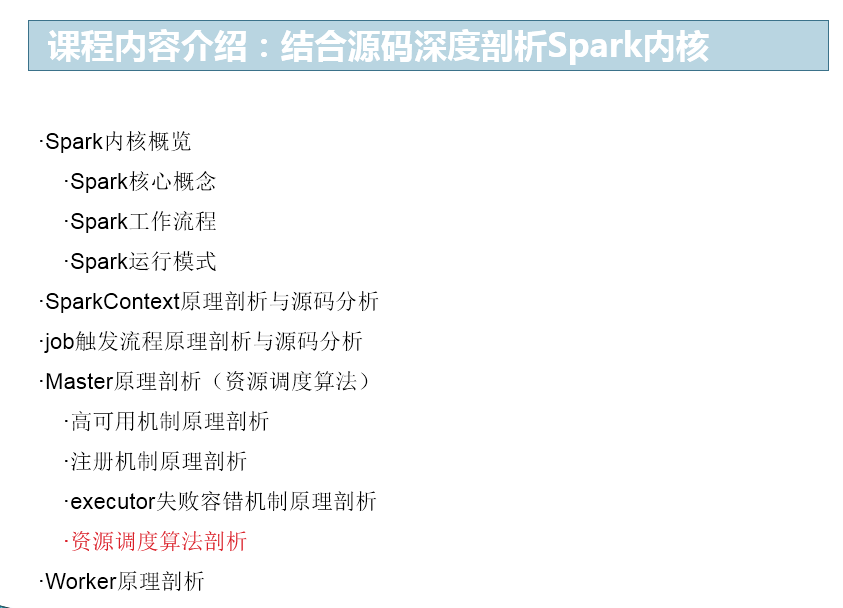 课程内容介绍：结合源码深度剖析Spark内核
·Spark内核概览
·Spark核心概念
·Spark工作流程
·Spark运行模式
·SparkContext原理剖析与源码分析
·job触发流程原理剖析与源码分析
·Master原理剖析（资源调度算法）
·高可用机制原理剖析
·注册机制原理剖析
·executor失败容错机制原理剖析
·资源调度算法剖析
·Worker原理剖析